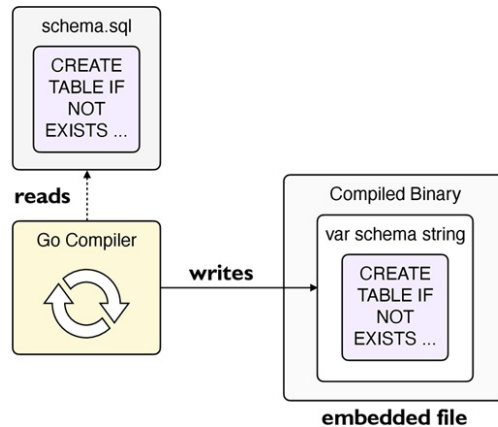 schema.sql
CREATE
TABLE IF
NOT
EXISTS ...
reads
Go Compiler
writes
Compiled Binary
var schema string
CREATE
TABLE IF
NOT
EXISTS ...
embedded file